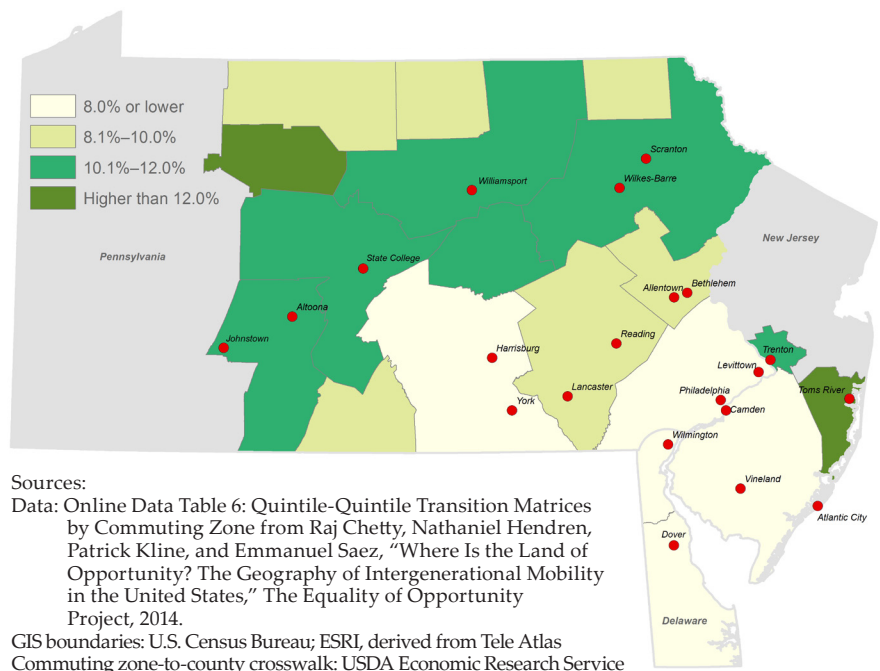 8.0% or lower
8.1%–10.0%
10.1%–12.0%
Higher than 12.0%
Scranton
Williamsport
Wilkes-Barre
New Jersey
Pennsylvania
State College
Allentown
Bethlehem
Altoona
Johnstown
Reading
Trenton
Harrisburg
Levittown
Lancaster
Philadelphia
Toms River
York
Camden
Wilmington
Vineland
Atlantic City
Dover
Delaware
Sources:
Data: Online Data Table 6: Quintile-Quintile Transition Matrices
by Commuting Zone from Raj Chetty, Nathaniel Hendren,
Patrick Kline, and Emmanuel Saez, “Where Is the Land of
Opportunity? The Geography of Intergenerational Mobility
in the United States,” The Equality of Opportunity
Project, 2014.
GIS boundaries: U.S. Census Bureau; ESRI, derived from Tele Atlas
Commuting zone-to-county crosswalk: USDA Economic Research Service